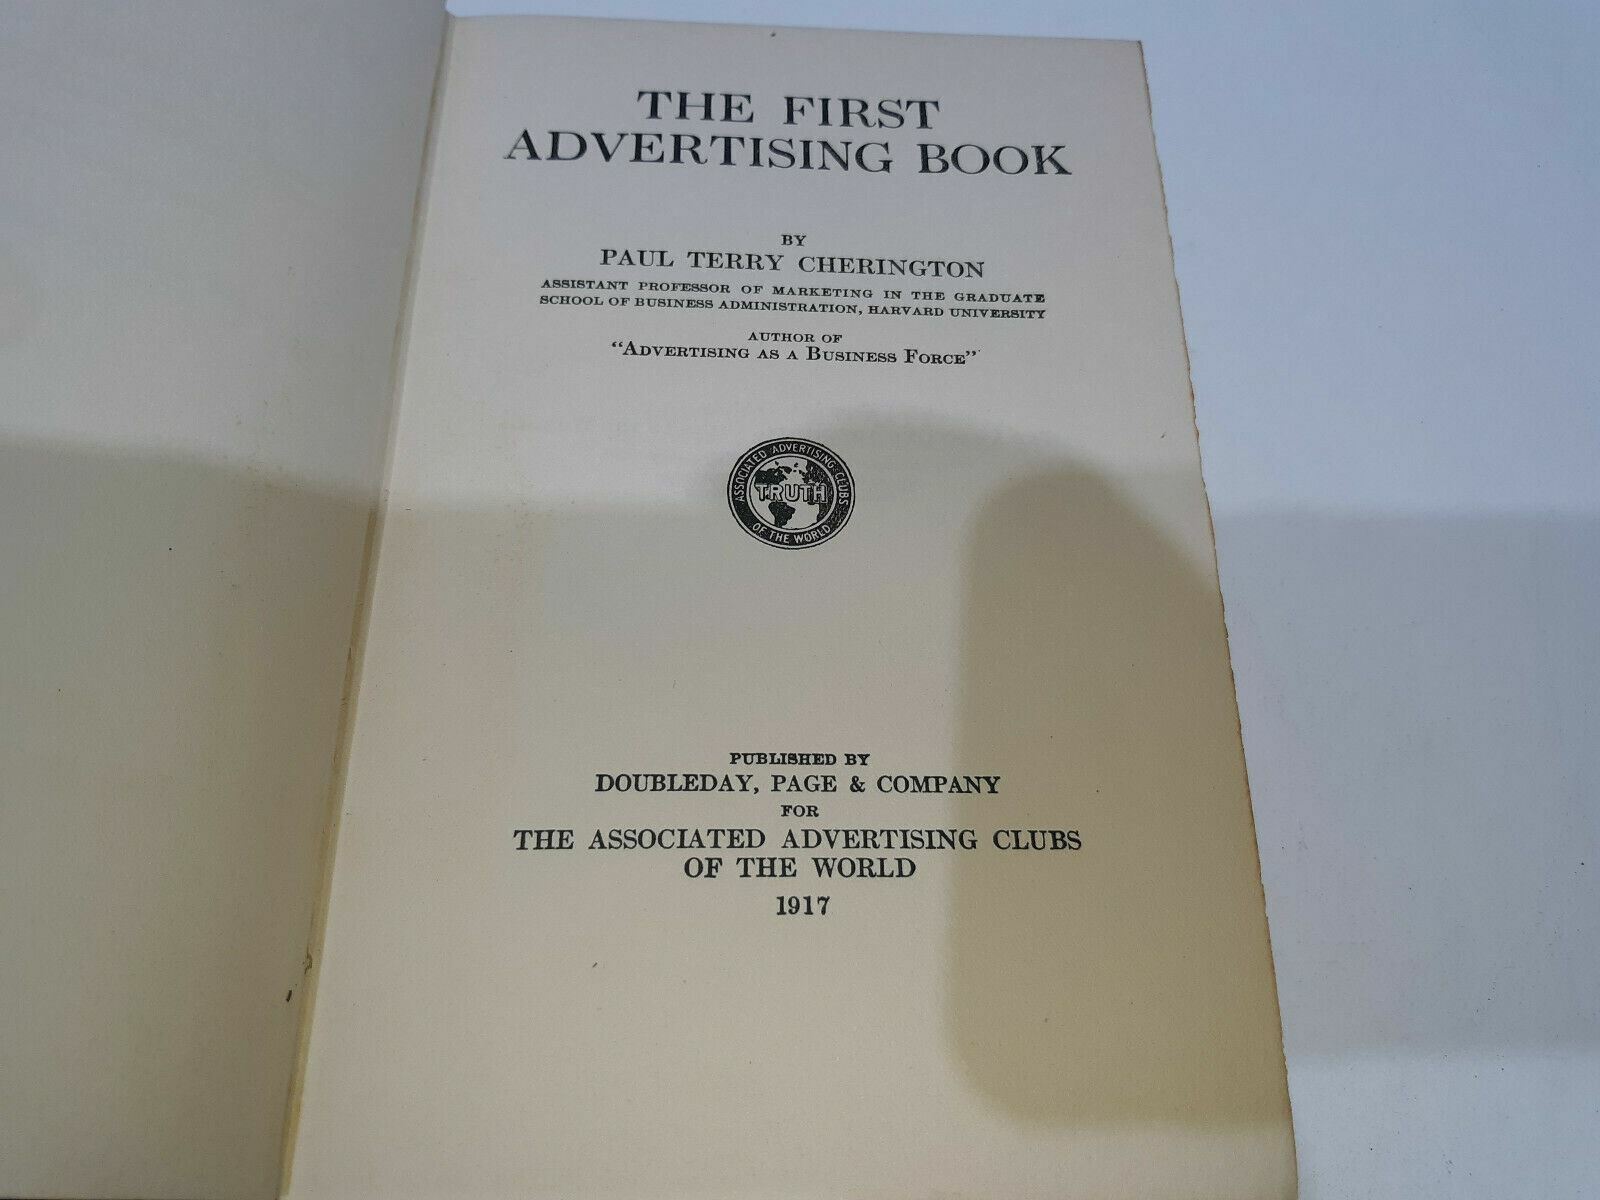 THE FIRST
ADVERTISING BOOK
BY
PAUL TERRY CHERINGTON
ASSISTANT PROFESSOR OF MARKETING IN THE GRADUATE
SCHOOL OF BUSINESS ADMINISTRATION, HARVARD UNIVERSITY
AUTHOR OF
"ADVERTISING AS A BUSINESS FORCE"
ASSOCIATED ADVERTISING CLUBS
TRUTH
OF THE WORLD
PUBLISHED BY
DOUBLEDAY, PAGE & COMPANY
FOR
THE ASSOCIATED ADVERTISING CLUBS
OF THE WORLD
1917